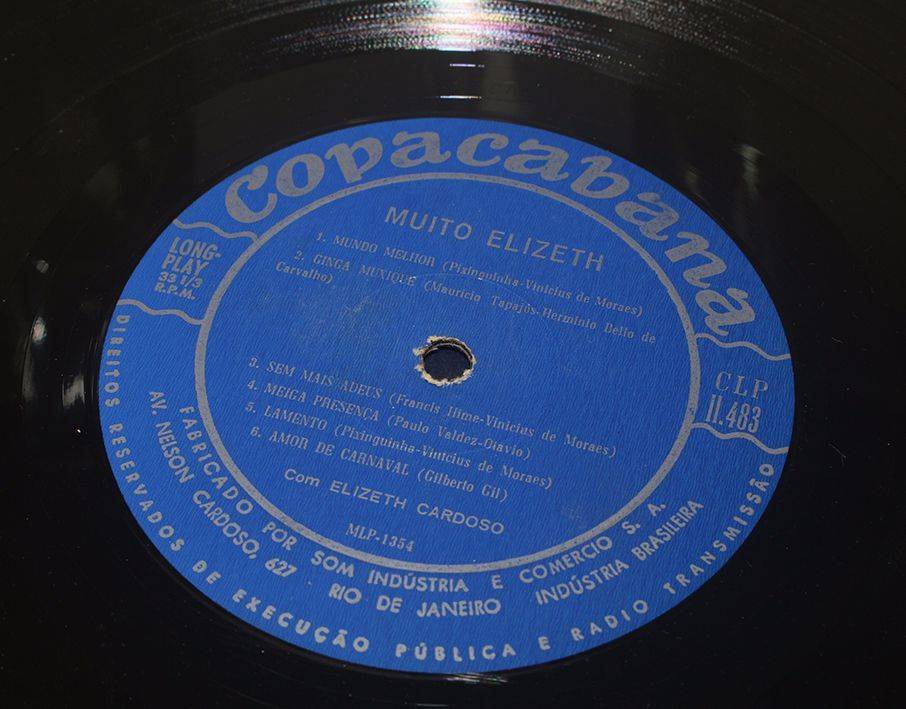 Copacabana
MUITO ELIZETH
LONG-
PLAY
33 1/3
R.P.M.
1. MUNDO MELHOR (Pixinguinha-Vinicius de Moraes)
2. GINGA MUXIQUE (Mauricio Tapajós-Herminio Bello de
Carvalho)
CLP
11.483
3. SEM MAIS ADEUS (Francis Hime-Vinicius de Moraes)
4. MEIGA PRESENÇA (Paulo Valdez-Otavio)
5. LAMENTO (Pixinguinha-Vinicius de Moraes)
6. AMOR DE CARNAVAL (Gilberto Gil)
Com ELIZETH CARDOSO
MLP-1354
FABRICADO POR SOM INDÚSTRIA E COMERCIO S. A.
AV. NELSON CARDOSO, 627 - RIO DE JANEIRO INDÚSTRIA BRASILEIRA
DIREITOS RESERVADOS DE EXECUÇÃO PÚBLICA E RADIO TRANSMISSÃO